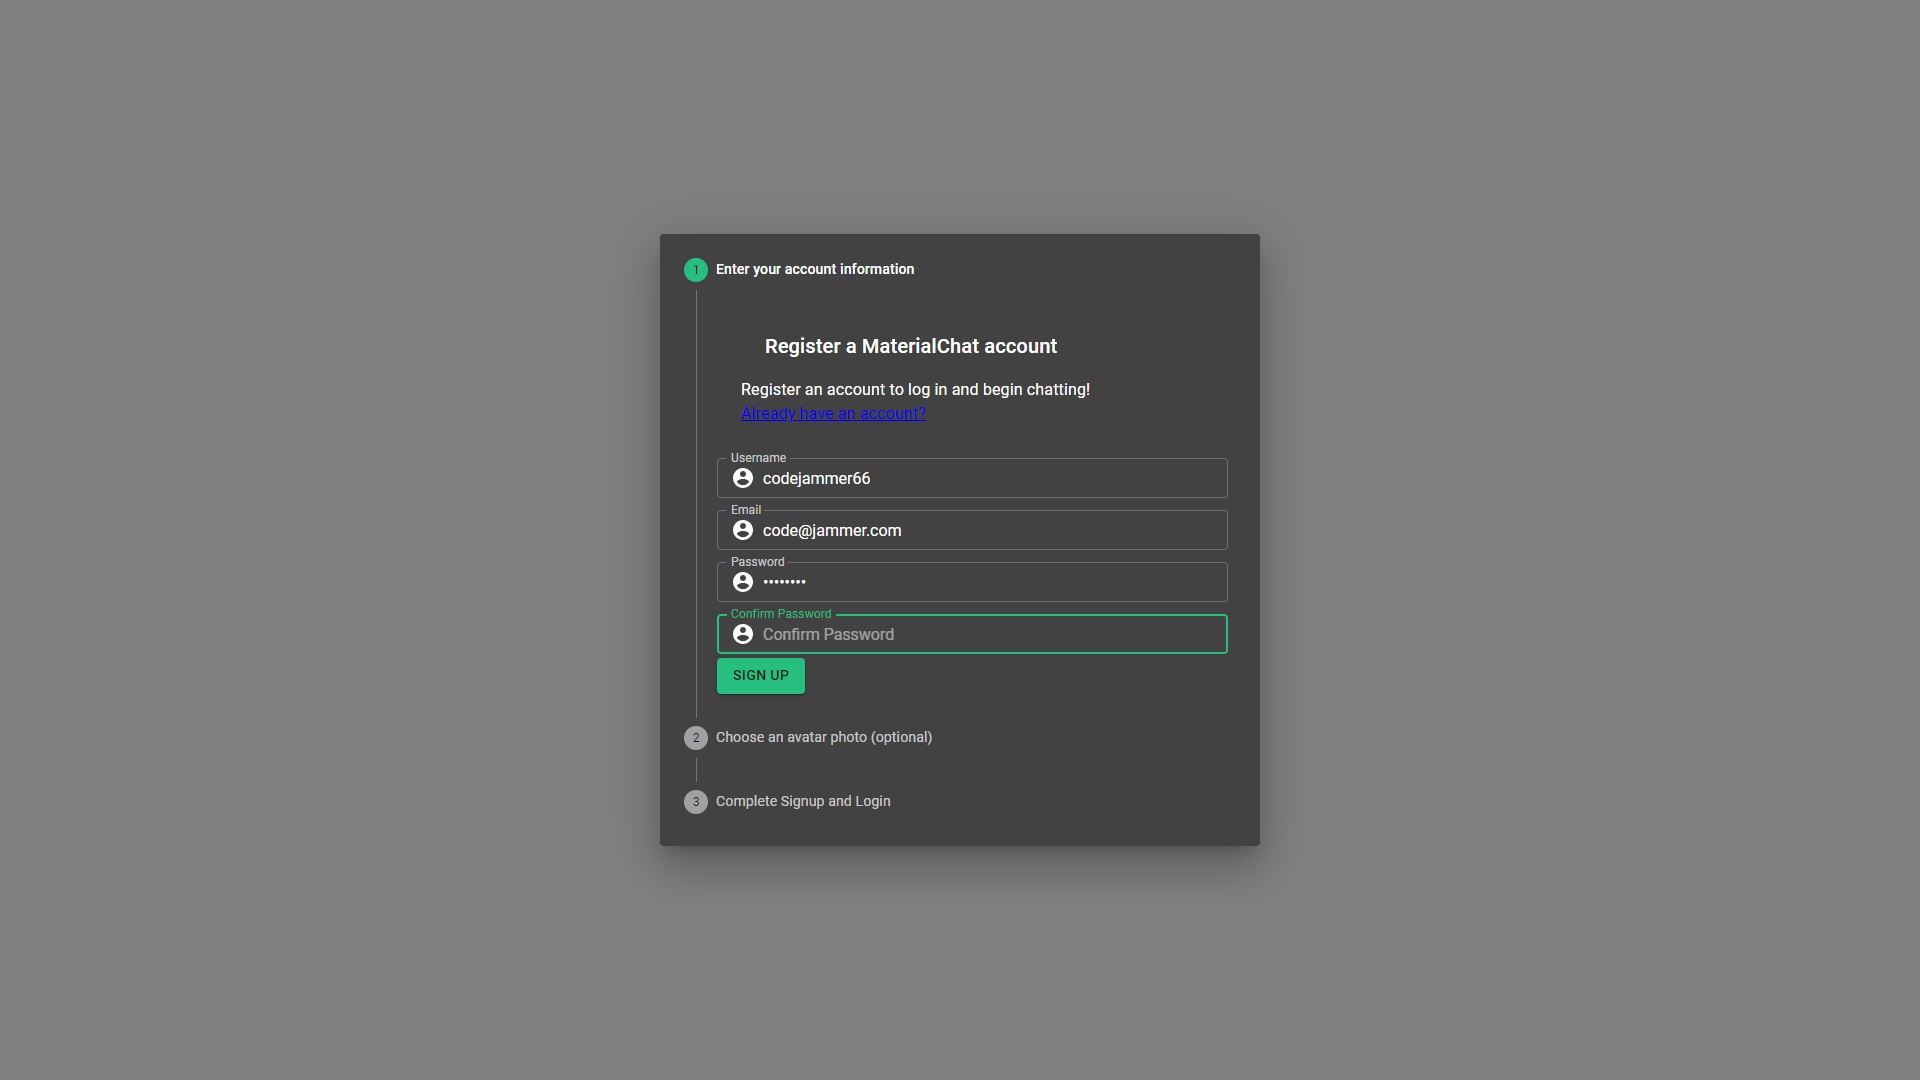 1 Enter your account information
Register a MaterialChat account
Register an account to log in and begin chatting!
Already have an account?
Username
codejammer66
Email
code@jammer.com
Password
••••••••
Confirm Password
Confirm Password
SIGN UP
2 Choose an avatar photo (optional)
3 Complete Signup and Login